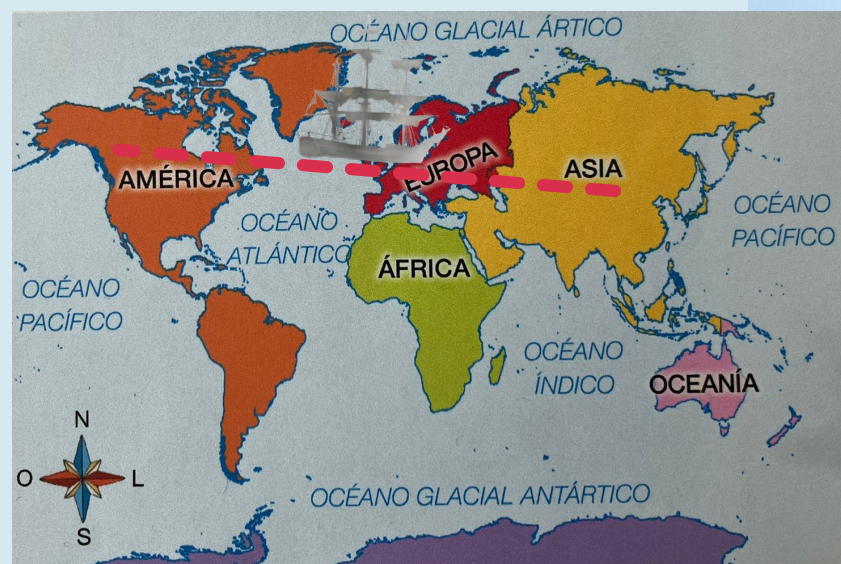 OCÉANO GLACIAL ÁRTICO
EUROPA
ASIA
AMÉRICA
OCÉANO
ATLÁNTICO
OCÉANO
PACÍFICO
ÁFRICA
OCÉANO
PACÍFICO
OCÉANO
ÍNDICO
OCEANÍA
N
O
L
S
OCÉANO GLACIAL ANTÁRTICO